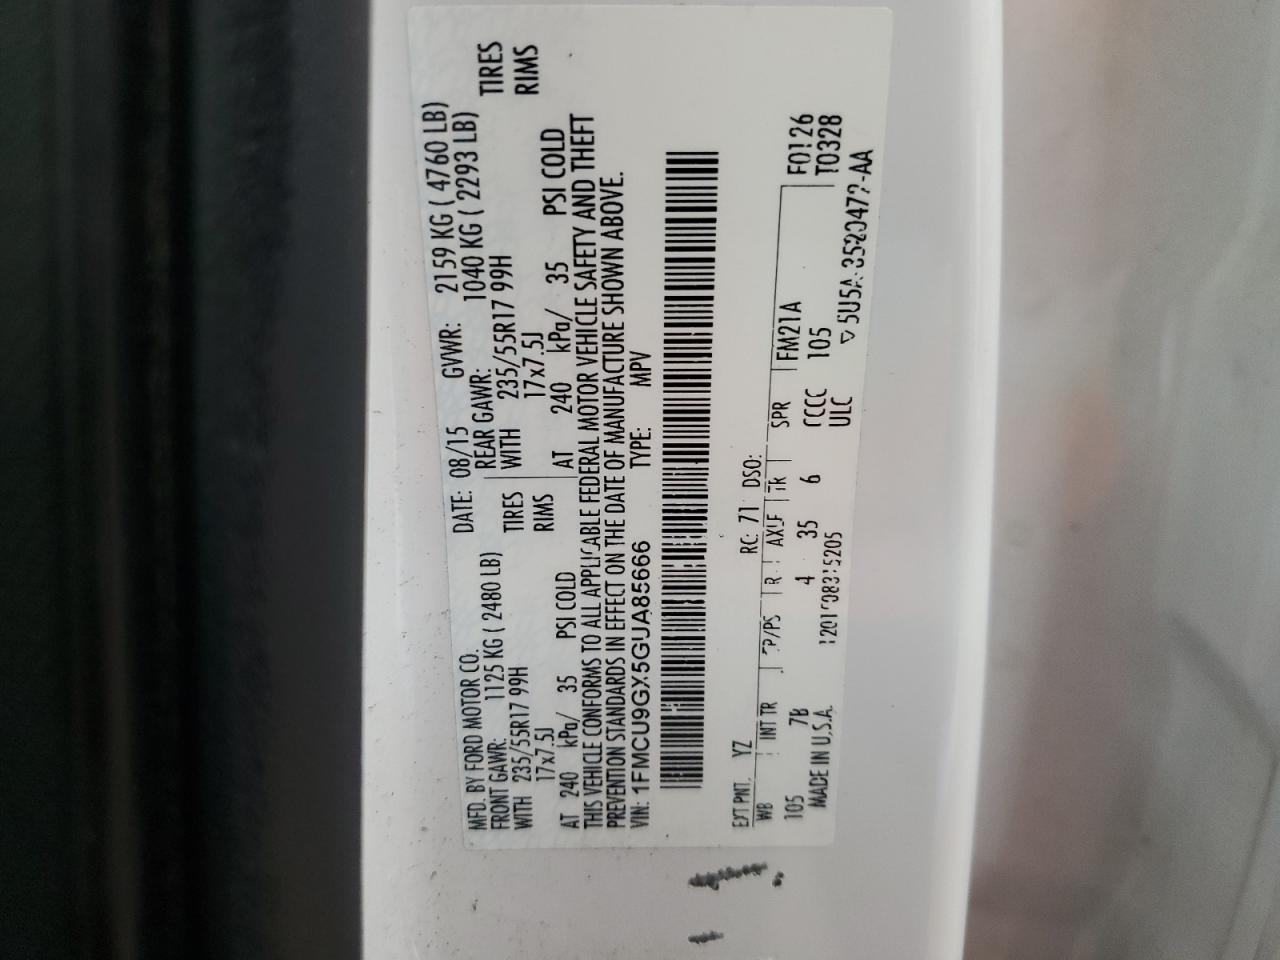 MFD. BY FORD MOTOR CO. DATE: 08/15 GVWR: 2159 KG ( 4760 LB)
FRONT GAWR: 1125 KG ( 2480 LB) REAR GAWR: 1040 KG ( 2293 LB)
WITH 235/55R17 99H TIRES WITH 235/55R17 99H TIRES
17x7.5J RIMS 17x7.5J RIMS
AT 240 kPa/ 35 PSI COLD AT 240 kPa/ 35 PSI COLD
THIS VEHICLE CONFORMS TO ALL APPLICABLE FEDERAL MOTOR VEHICLE SAFETY AND THEFT
PREVENTION STANDARDS IN EFFECT ON THE DATE OF MANUFACTURE SHOWN ABOVE.
VIN: 1FMCU9GX5GUA85666 TYPE: MPV
EXT PNT. YZ RC: 71 DSO:
WB INT TR TP/PS R AXLE TR SPR FM21A F0126
105 7B 4 35 6 CCCC 105 T0328
MADE IN U.S.A. ULC